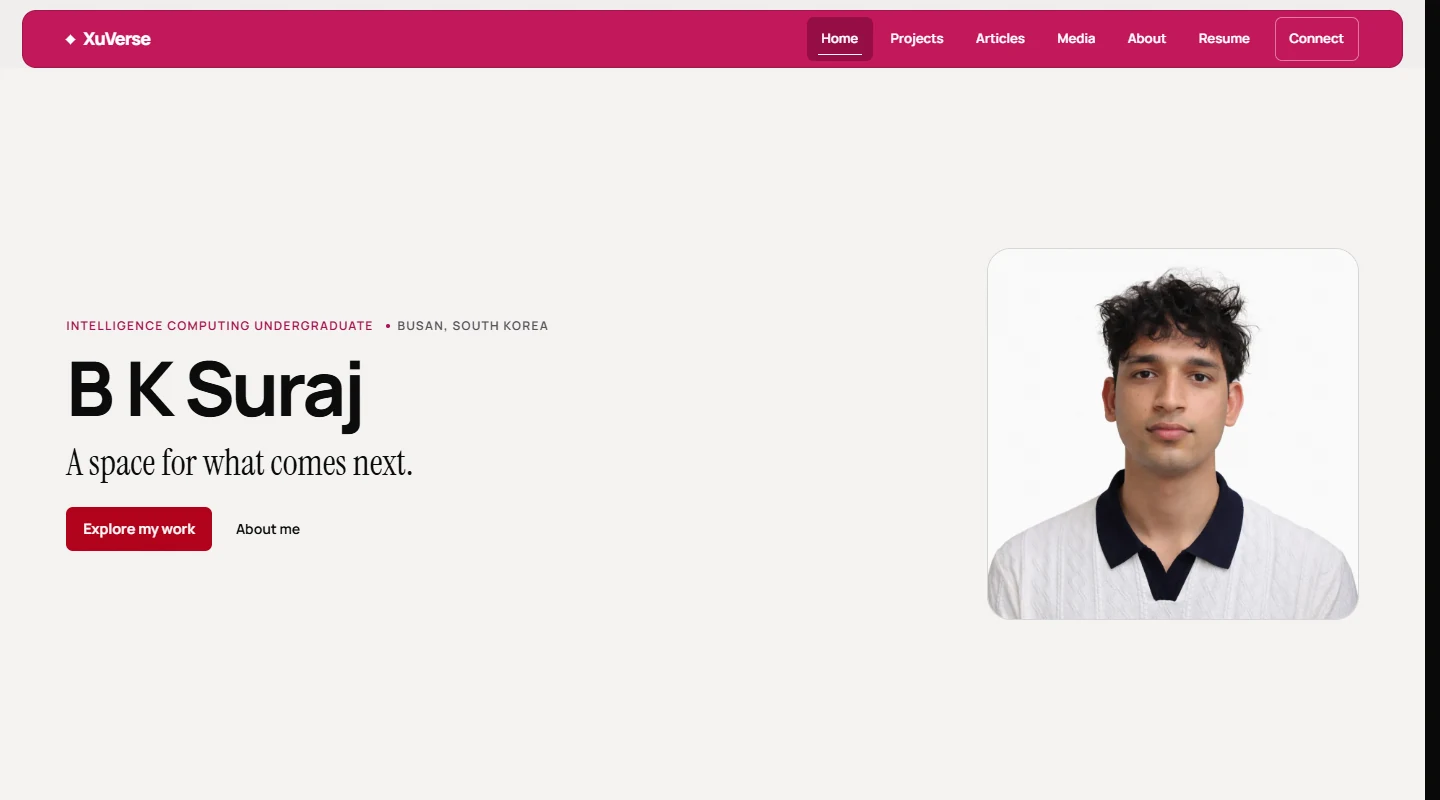 XuVerse
Home Projects Articles Media About Resume Connect
INTELLIGENCE COMPUTING UNDERGRADUATE • BUSAN, SOUTH KOREA
B K Suraj
A space for what comes next.
Explore my work About me